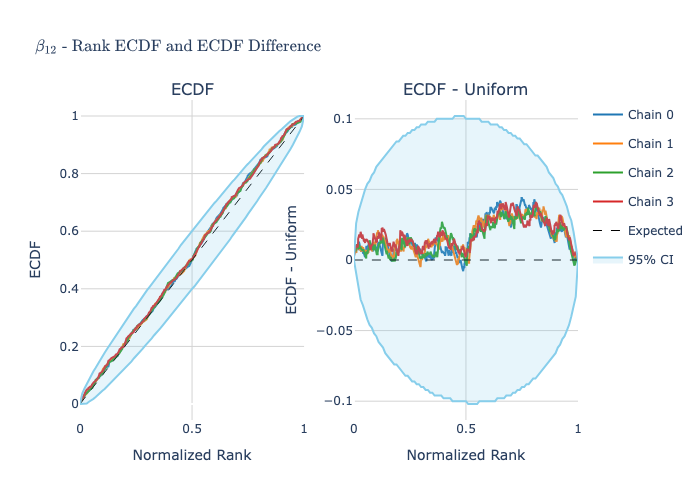 β₁₂ - Rank ECDF and ECDF Difference
ECDF
ECDF - Uniform
1
0.8
0.6
0.4
0.2
0
0
0.5
1
ECDF
Normalized Rank
0.1
0.05
0
−0.05
−0.1
0
0.5
1
ECDF - Uniform
Normalized Rank
Chain 0
Chain 1
Chain 2
Chain 3
Expected
95% CI